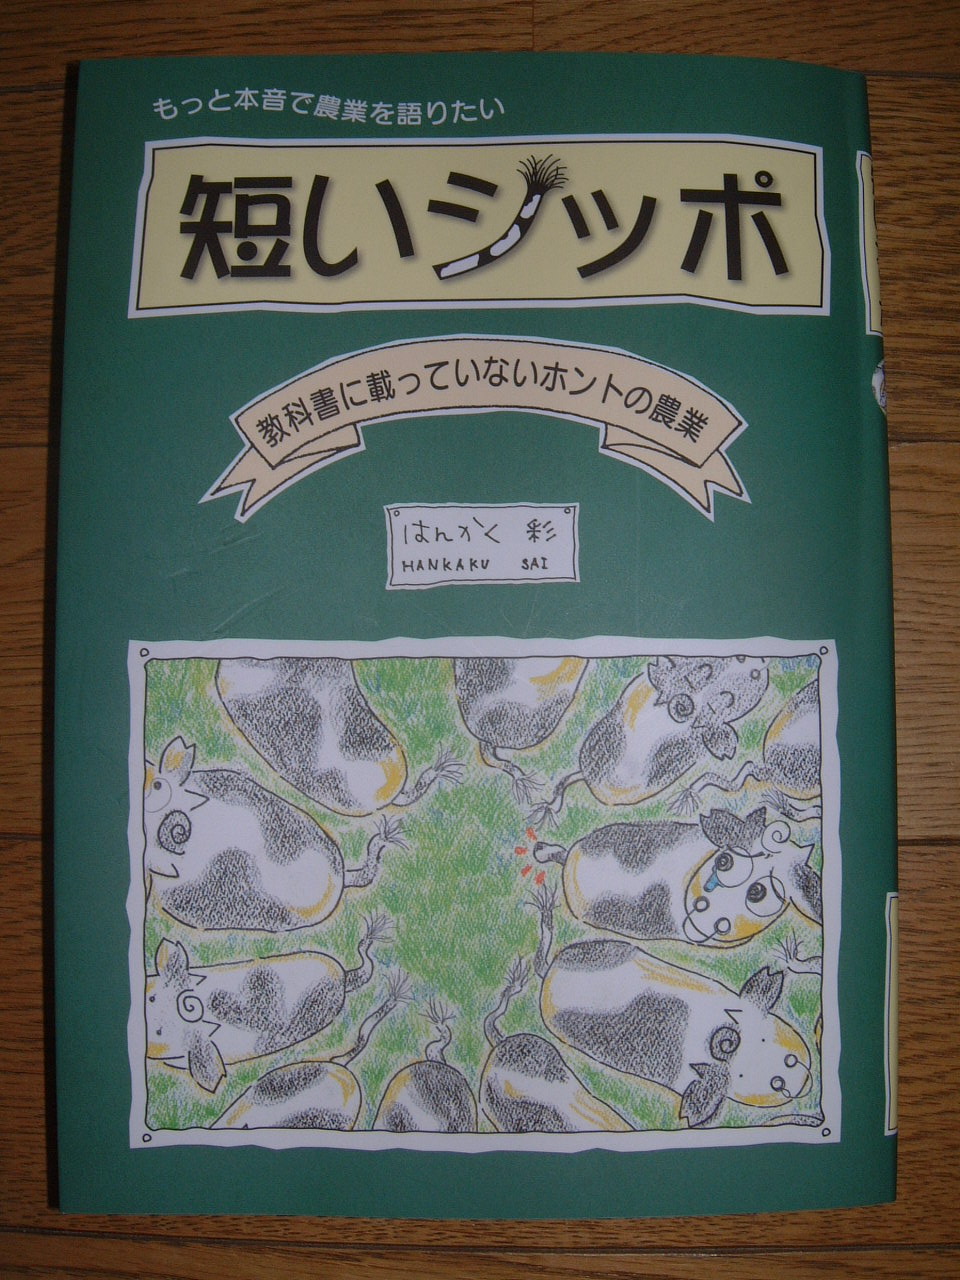 もっと本音で農業を語りたい
短いシッポ
教科書に載っていないホントの農業
はんかく 彩
HANKAKU SAI